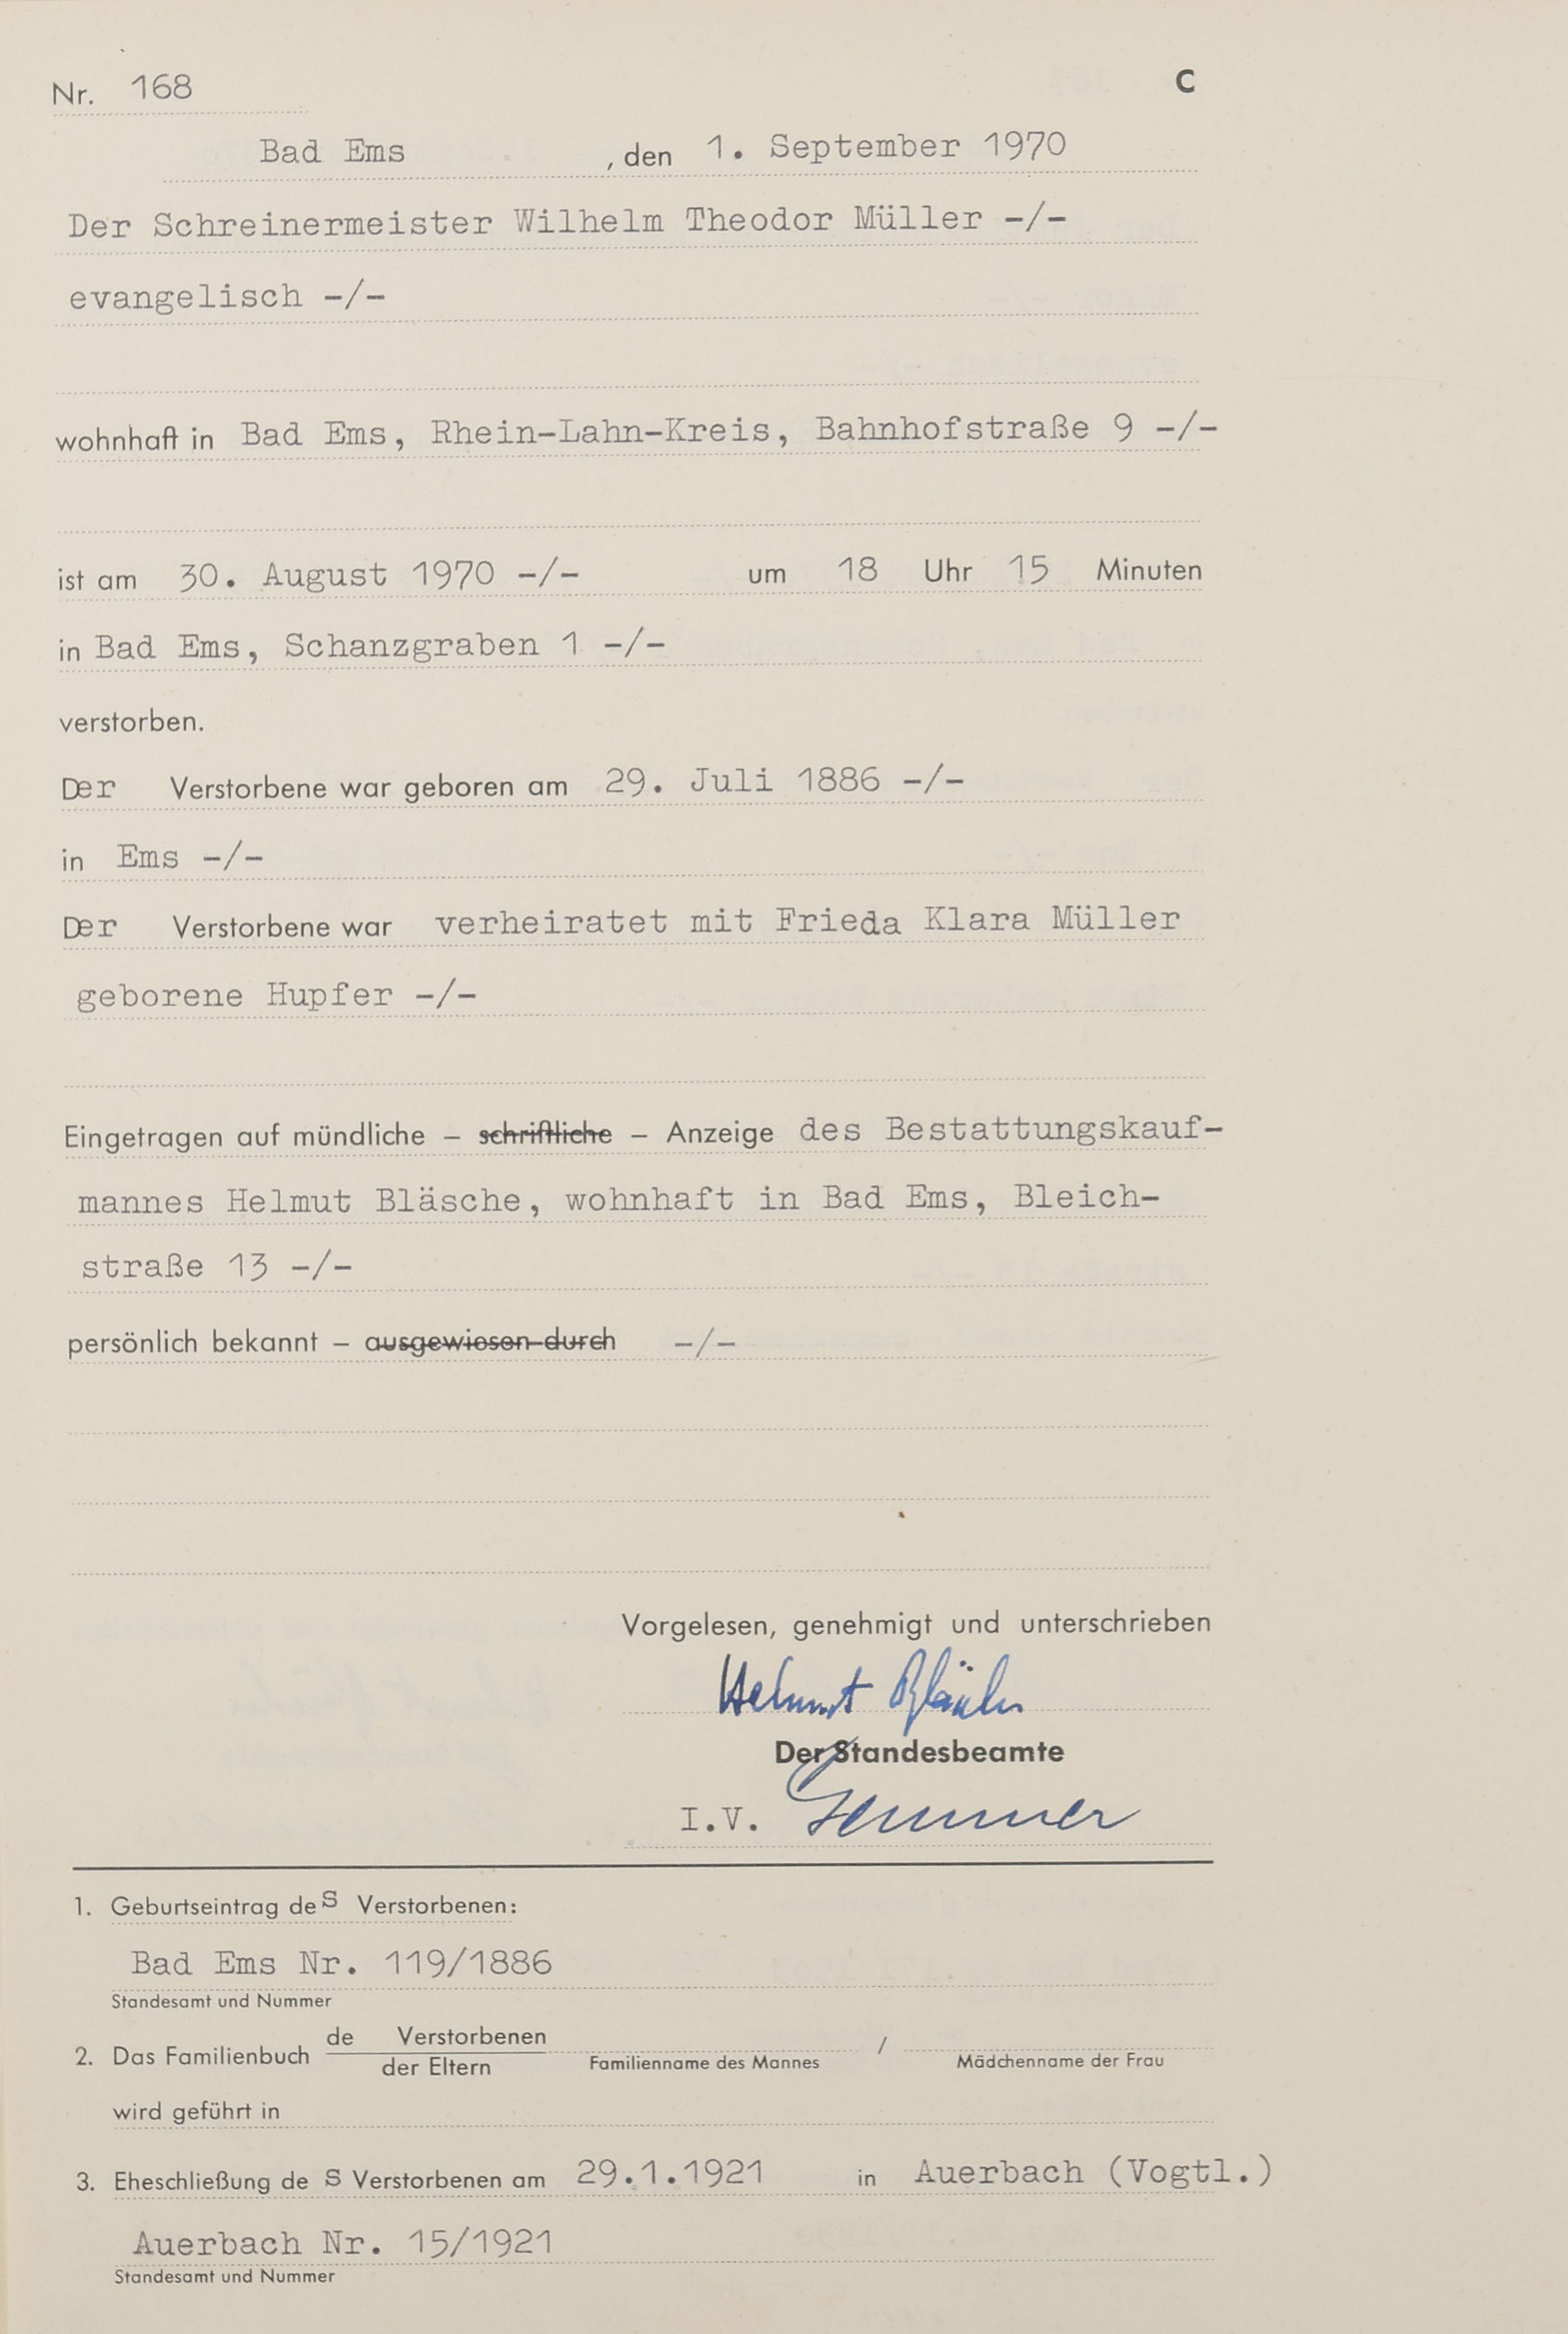 Nr. 168 C
Bad Ems , den 1. September 1970
Der Schreinermeister Wilhelm Theodor Müller -/-
evangelisch -/-
wohnhaft in Bad Ems, Rhein-Lahn-Kreis, Bahnhofstraße 9 -/-
ist am 30. August 1970 -/- um 18 Uhr 15 Minuten
in Bad Ems, Schanzgraben 1 -/-
verstorben.
Der Verstorbene war geboren am 29. Juli 1886 -/-
in Ems -/-
Der Verstorbene war verheiratet mit Frieda Klara Müller
geborene Hupfer -/-
Eingetragen auf mündliche – schriftliche – Anzeige des Bestattungskauf-
mannes Helmut Bläsche, wohnhaft in Bad Ems, Bleich-
straße 13 -/-
persönlich bekannt – ausgewiesen durch -/-
Vorgelesen, genehmigt und unterschrieben
Helmut Bläsche
Der Standesbeamte
I.V.
1. Geburtseintrag des Verstorbenen:
Bad Ems Nr. 119/1886
Standesamt und Nummer
2. Das Familienbuch de Verstorbenen / der Eltern Familienname des Mannes / Mädchenname der Frau
wird geführt in
3. Eheschließung de s Verstorbenen am 29.1.1921 in Auerbach (Vogtl.)
Auerbach Nr. 15/1921
Standesamt und Nummer